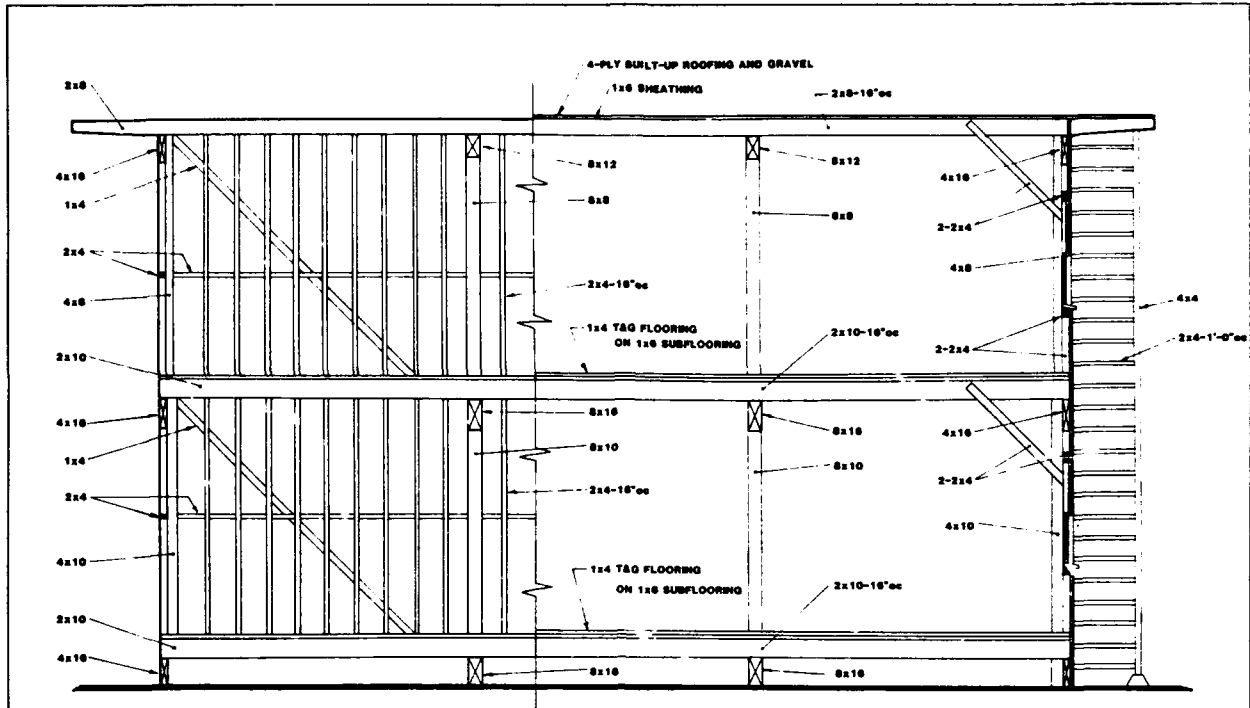 4-PLY BUILT-UP ROOFING AND GRAVEL
2x8
1x6 SHEATHING
2x8-16"oc
4x16
8x12
8x12
4x16
1x4
8x8
8x8
2-2x4
2x4
4x8
4x6
2x4-16"oc
4x4
1x4 T&G FLOORING
ON 1x6 SUBFLOORING
2x10-16"oc
2x4-1'-0"oc
2-2x4
2x10
4x16
8x16
8x16
4x16
1x4
8x10
8x10
2-2x4
2x4
2x4-16"oc
4x10
4x10
1x4 T&G FLOORING
ON 1x6 SUBFLOORING
2x10-16"oc
2x10
4x16
8x16
8x16